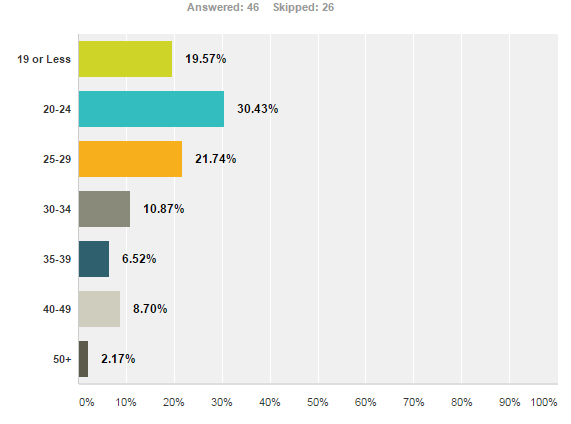 Answered: 46 Skipped: 26
19 or Less 19.57%
20-24 30.43%
25-29 21.74%
30-34 10.87%
35-39 6.52%
40-49 8.70%
50+ 2.17%
0% 10% 20% 30% 40% 50% 60% 70% 80% 90% 100%